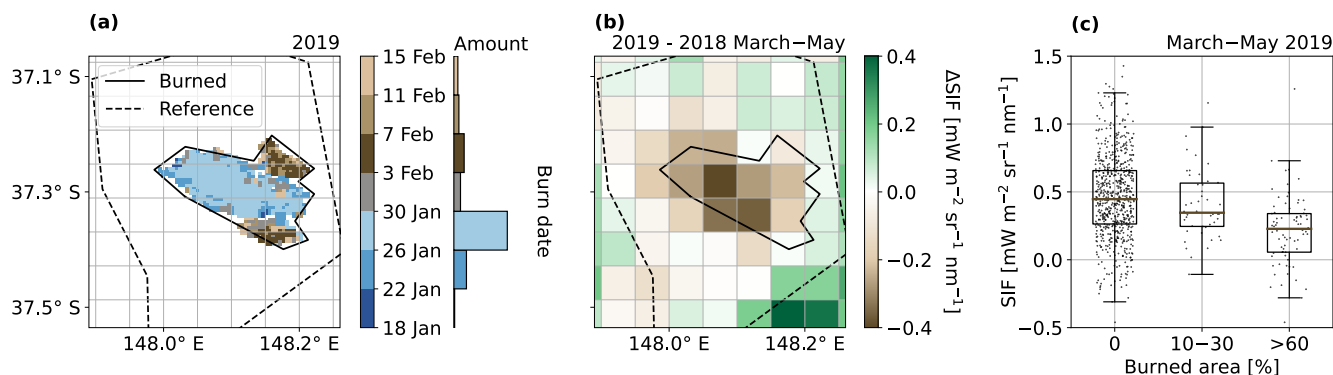 (a)
2019
Amount
37.1° S
37.3° S
37.5° S
148.0° E
148.2° E
Burned
Reference
15 Feb
11 Feb
7 Feb
3 Feb
30 Jan
26 Jan
22 Jan
18 Jan
Burn date
(b)
2019 - 2018 March−May
148.0° E
148.2° E
0.4
0.2
0.0
−0.2
−0.4
ΔSIF [mW m⁻² sr⁻¹ nm⁻¹]
(c)
March−May 2019
SIF [mW m⁻² sr⁻¹ nm⁻¹]
1.5
1.0
0.5
0.0
−0.5
0
10−30
>60
Burned area [%]